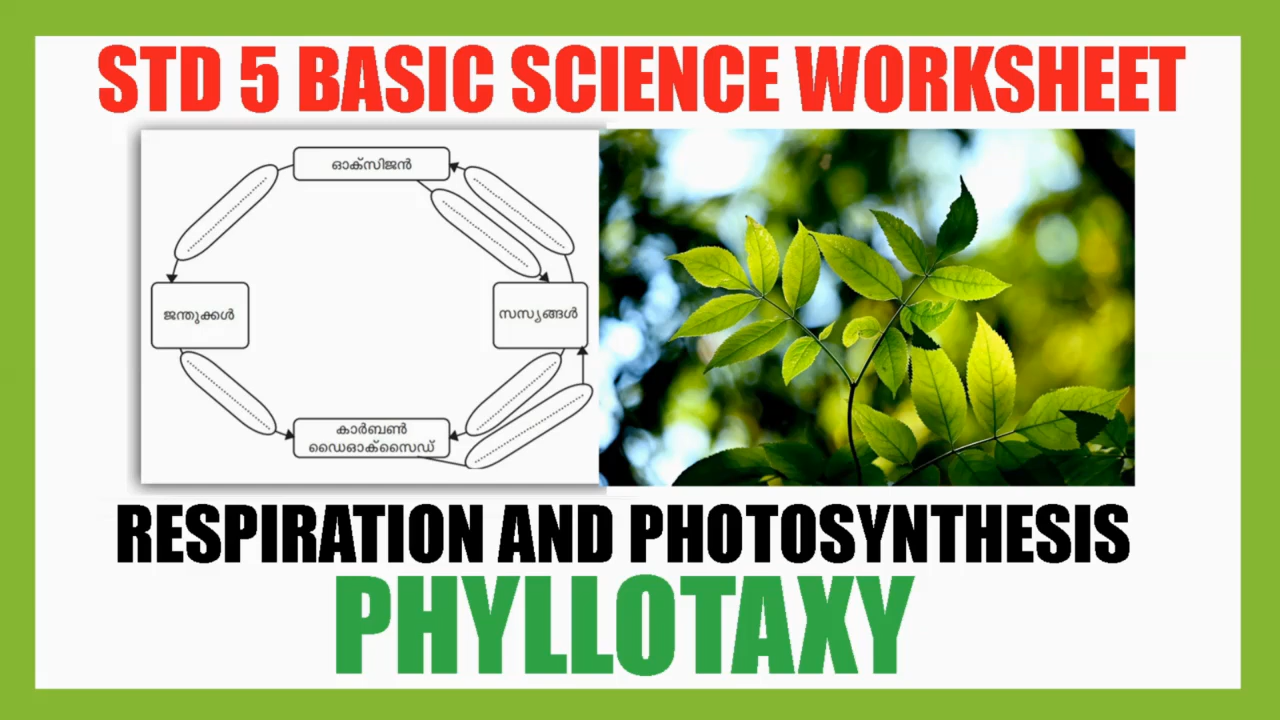 STD 5 BASIC SCIENCE WORKSHEET
ഓക്സിജൻ
ജന്തുക്കൾ
സസ്യങ്ങൾ
കാർബൺ
ഡൈഓക്സൈഡ്
RESPIRATION AND PHOTOSYNTHESIS
PHYLLOTAXY